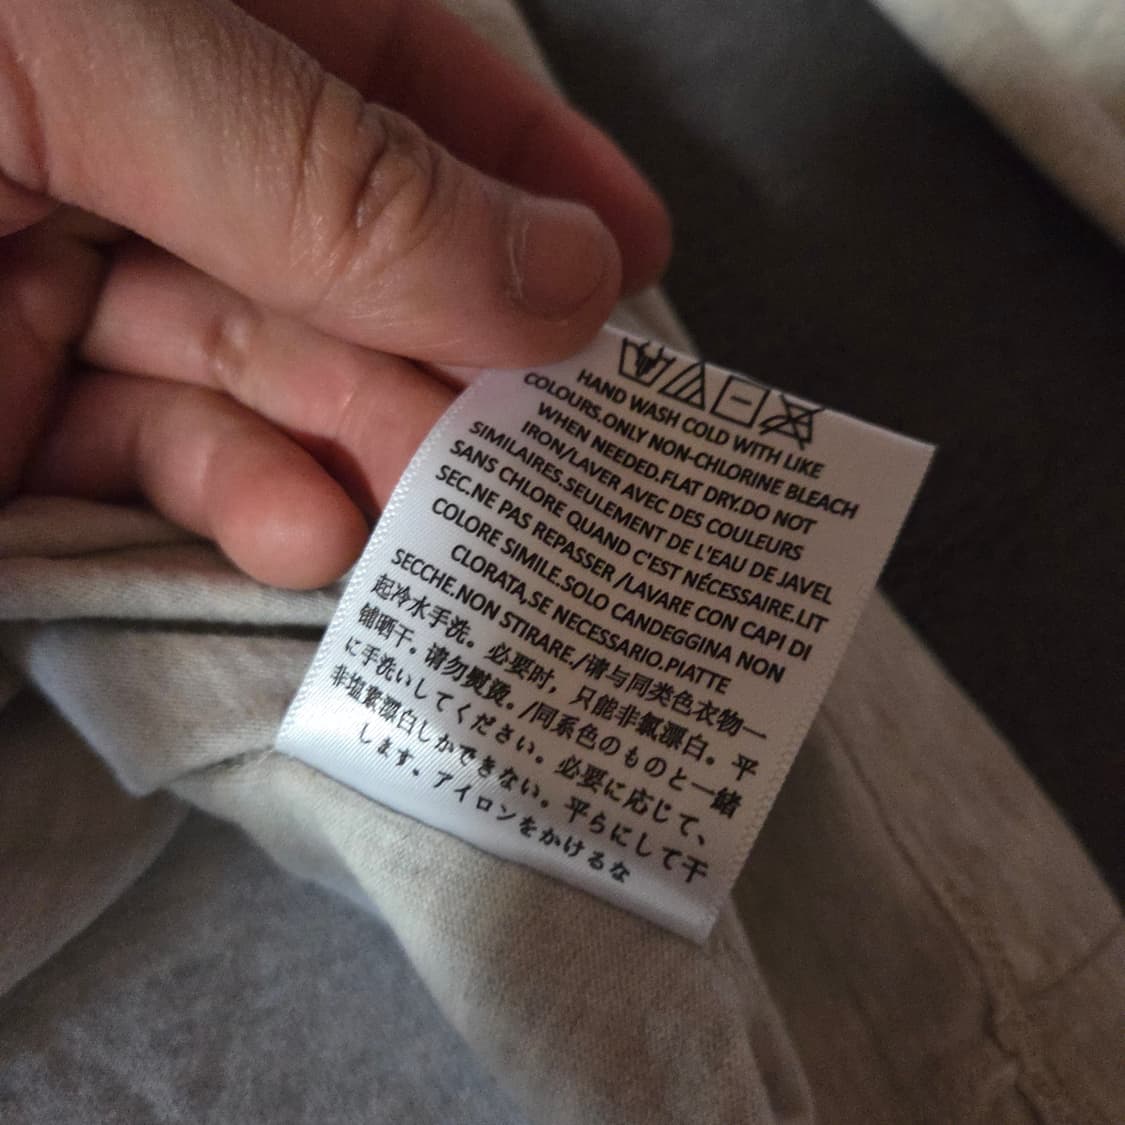 HAND WASH COLD WITH LIKE
COLOURS.ONLY NON-CHLORINE BLEACH
WHEN NEEDED.FLAT DRY.DO NOT
IRON/LAVER AVEC DES COULEURS
SIMILAIRES.SEULEMENT DE L'EAU DE JAVEL
SANS CHLORE QUAND C'EST NÉCESSAIRE.LIT
SEC.NE PAS REPASSER /LAVARE CON CAPI DI
COLORE SIMILE.SOLO CANDEGGINA NON
CLORATA,SE NECESSARIO.PIATTE
SECCHE.NON STIRARE./请与同类色衣物一
起冷水手洗。必要时，只能非氯漂白。平
铺晒干。请勿熨烫。/同系色のものと一緒
に手洗いしてください。必要に応じて、
非塩素漂白しかできない。平らにして干
します。アイロンをかけるな